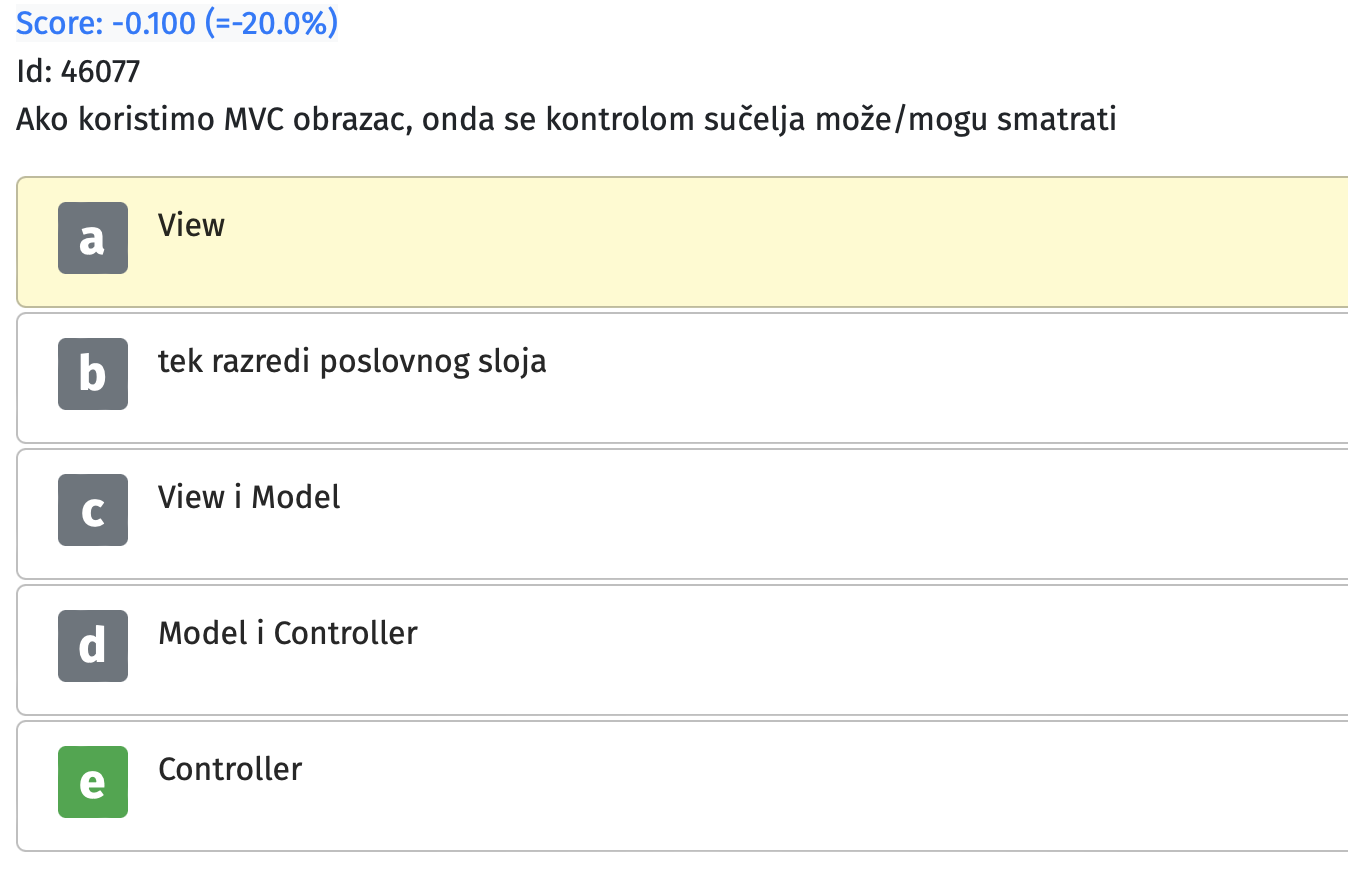 Score: -0.100 (=-20.0%)
Id: 46077
Ako koristimo MVC obrazac, onda se kontrolom sučelja može/mogu smatrati
a View
b tek razredi poslovnog sloja
c View i Model
d Model i Controller
e Controller